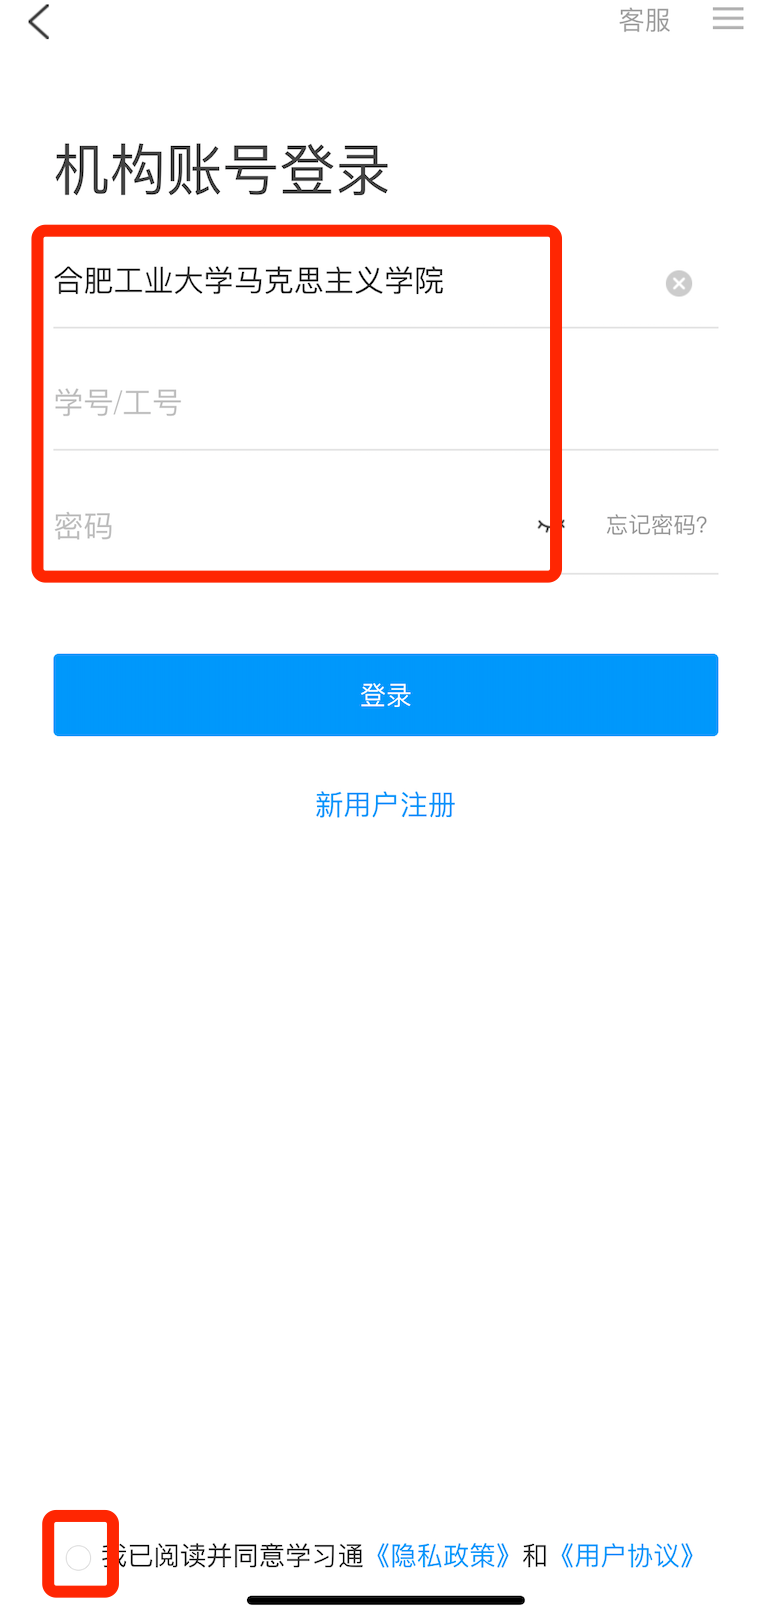 客服
机构账号登录
合肥工业大学马克思主义学院
学号/工号
密码 忘记密码?
登录
新用户注册
我已阅读并同意学习通《隐私政策》和《用户协议》